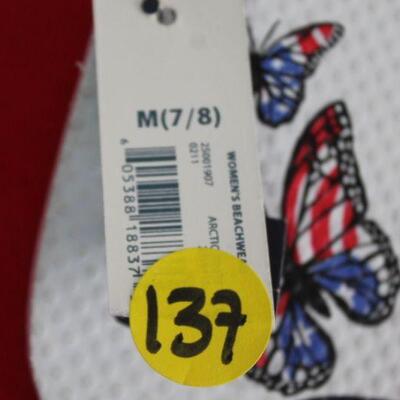 M(7/8)
WOMEN'S BEACHWEA
25001907
0211
ARCTIC
6 05388 18837
137